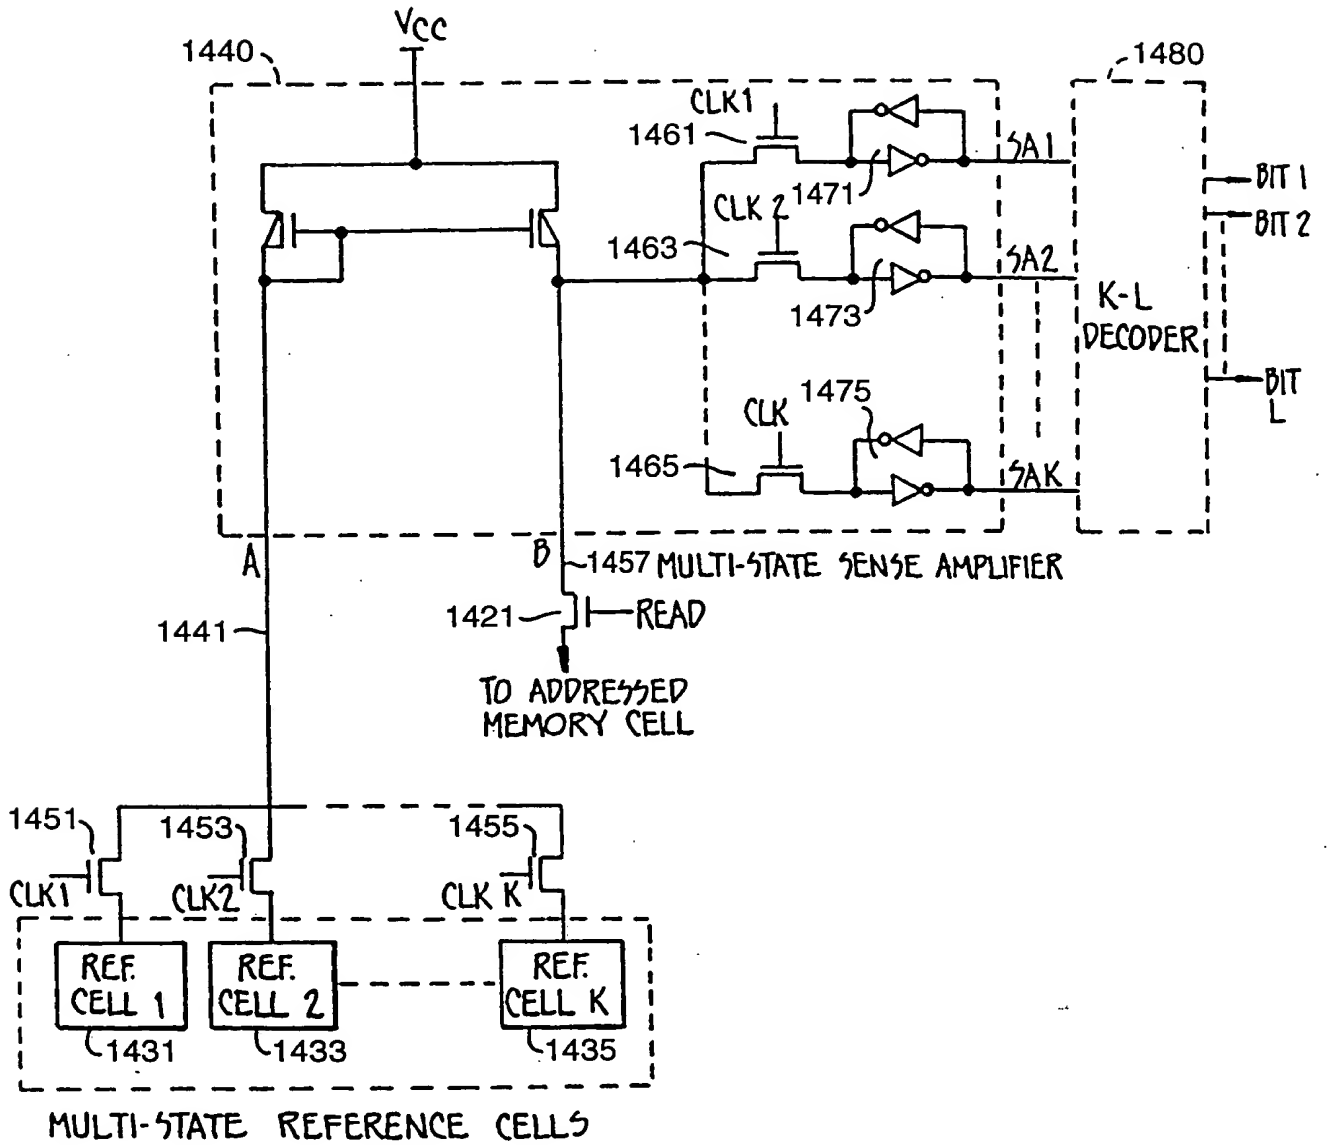 VCC
1440
1480
CLK1
1461
SA1
1471
BIT 1
CLK 2
BIT 2
1463
SA2
1473
K-L
DECODER
1475
BIT
L
CLK
1465
SAK
A
B
1457
MULTI-STATE SENSE AMPLIFIER
1421
READ
1441
TO ADDRESSED
MEMORY CELL
1451
1453
1455
CLK1
CLK2
CLK K
REF.
CELL 1
REF.
CELL 2
REF.
CELL K
1431
1433
1435
MULTI-STATE REFERENCE CELLS